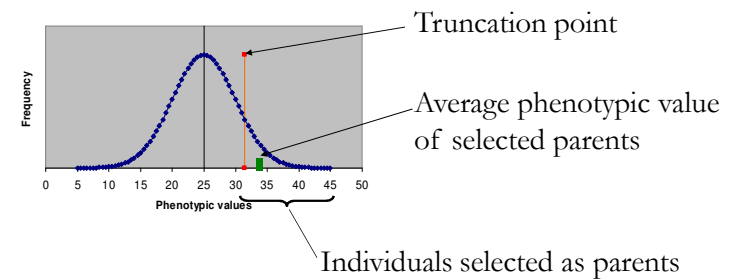 Truncation point
Frequency
Average phenotypic value
of selected parents
0 5 10 15 20 25 30 35 40 45 50
Phenotypic values
Individuals selected as parents